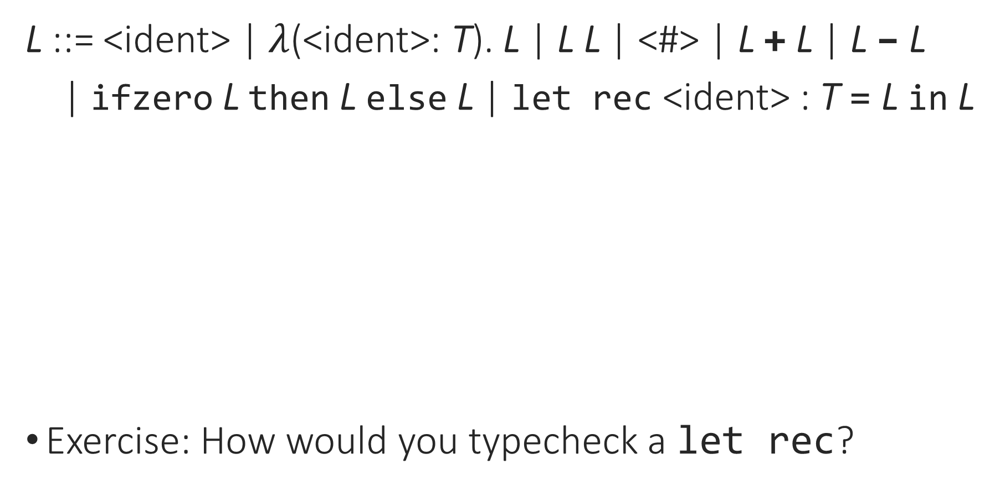 L ::= <ident> | λ(<ident>: T). L | L L | <#> | L + L | L – L
| ifzero L then L else L | let rec <ident> : T = L in L
• Exercise: How would you typecheck a let rec?